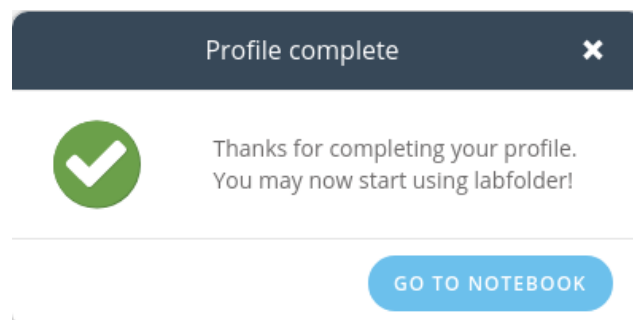 Profile complete
Thanks for completing your profile.
You may now start using labfolder!
GO TO NOTEBOOK